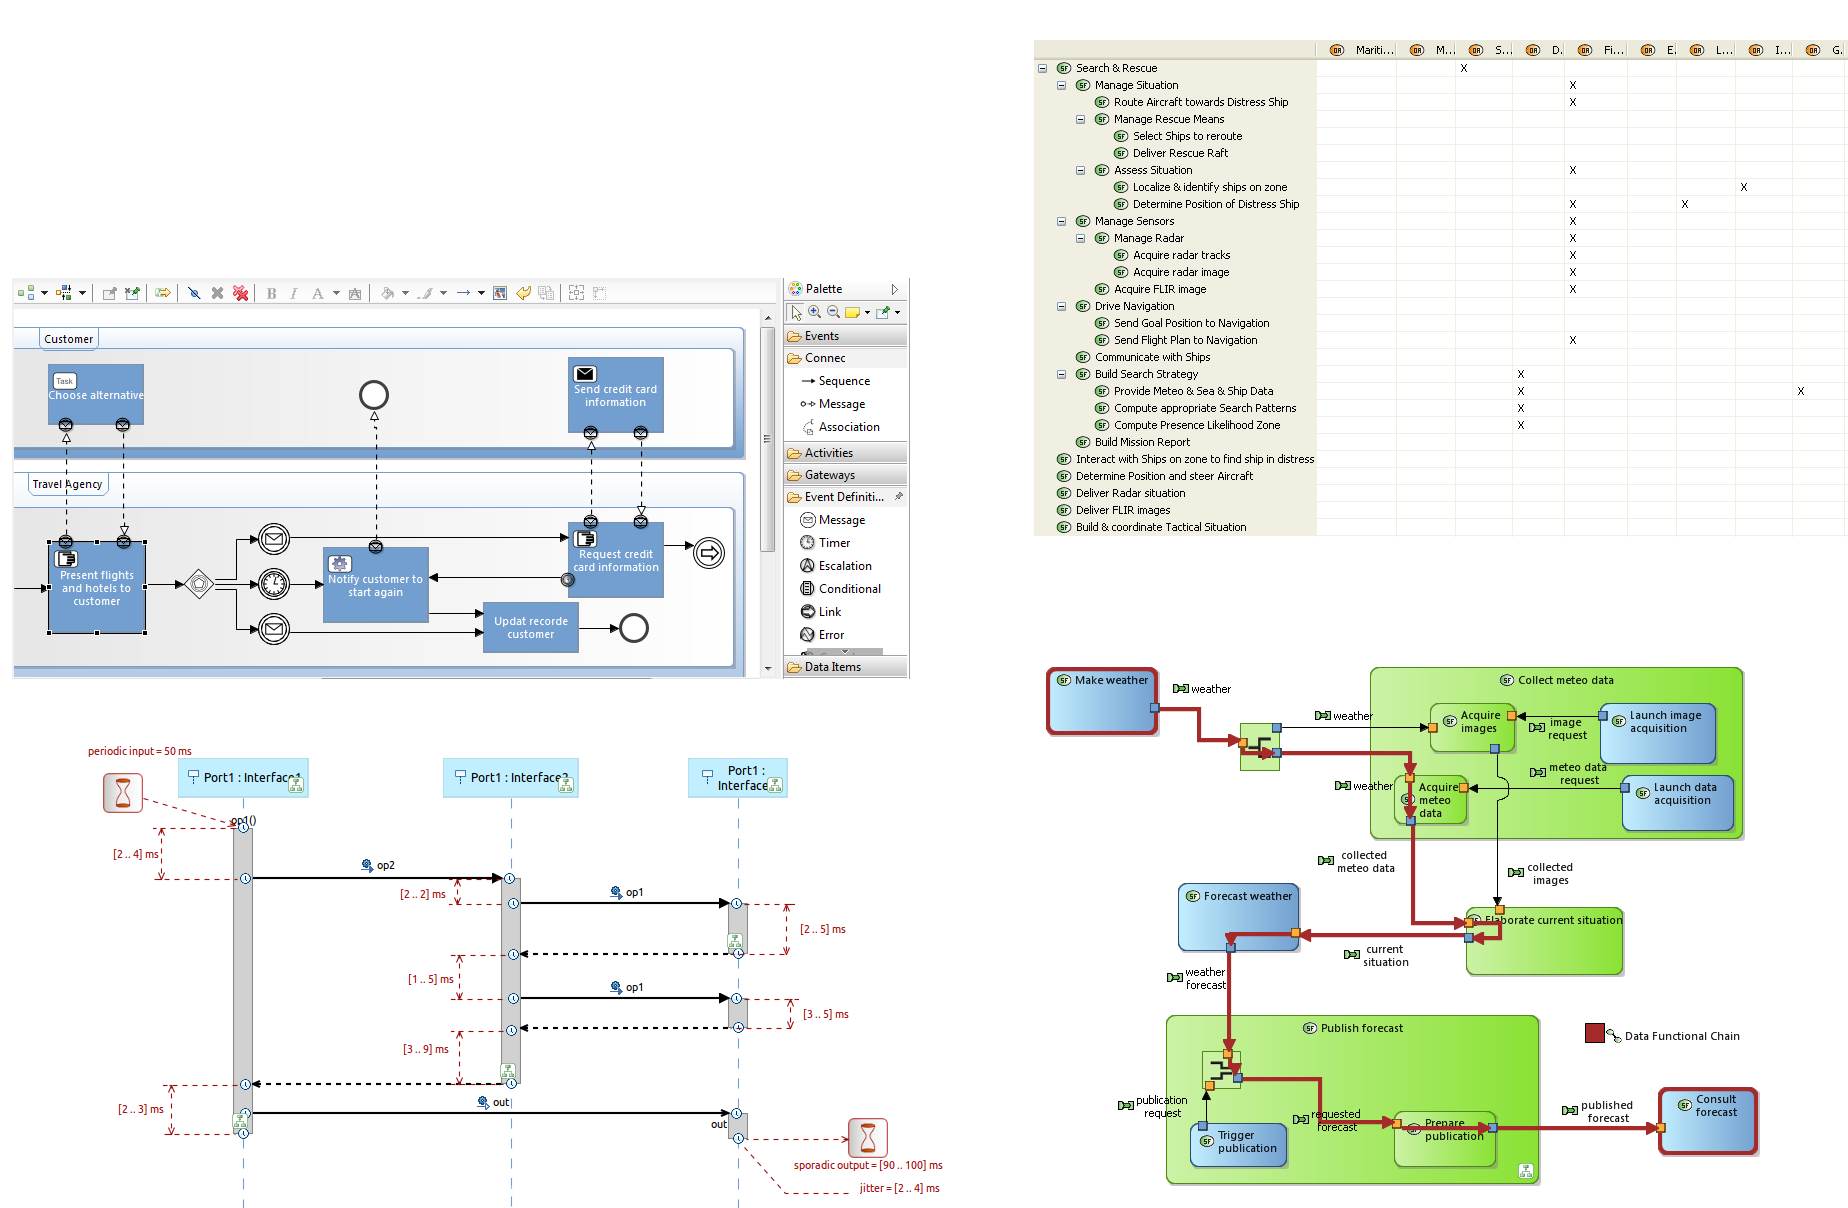 Mariti...
M...
S...
D.
Fi...
E.
L...
I...
G.
Search & Rescue
X
Manage Situation
X
Route Aircraft towards Distress Ship
X
Manage Rescue Means
Select Ships to reroute
Deliver Rescue Raft
Assess Situation
X
Localize & identify ships on zone
X
Determine Position of Distress Ship
X X
Manage Sensors
X
Manage Radar
X
Acquire radar tracks
X
Acquire radar image
X
Acquire FLIR image
X
Drive Navigation
Send Goal Position to Navigation
Send Flight Plan to Navigation
X
Communicate with Ships
Build Search Strategy
X
Provide Meteo & Sea & Ship Data
X X
Compute appropriate Search Patterns
X
Compute Presence Likelihood Zone
X
Build Mission Report
Interact with Ships on zone to find ship in distress
Determine Position and steer Aircraft
Deliver Radar situation
Deliver FLIR images
Build & coordinate Tactical Situation
B I A A
Palette
Events
Connec
Sequence
Message
Association
Activities
Gateways
Event Definiti...
Message
Timer
Escalation
Conditional
Link
Error
Data Items
Customer
Task
Choose alternative
Send credit card
information
Travel Agency
Present flights
and hotels to
customer
Notify customer to
start again
Request credit
card information
Updat recorde
customer
periodic input = 50 ms
Port1 : Interface1
Port1 : Interface2
Port1 :
Interface
op1()
[2 .. 4] ms
op2
[2 .. 2] ms
op1
[2 .. 5] ms
[1 .. 5] ms
op1
[3 .. 5] ms
[3 .. 9] ms
[2 .. 3] ms
out
out
sporadic output = [90 .. 100] ms
jitter = [2 .. 4] ms
Make weather
weather
Collect meteo data
weather
Acquire
images
image
request
Launch image
acquisition
weather
Acquire
meteo
data
meteo data
request
Launch data
acquisition
collected
meteo data
collected
images
Forecast weather
Elaborate current situation
current
situation
weather
forecast
Publish forecast
Data Functional Chain
publication
request
Trigger
publication
requested
forecast
Prepare
publication
published
forecast
Consult
forecast